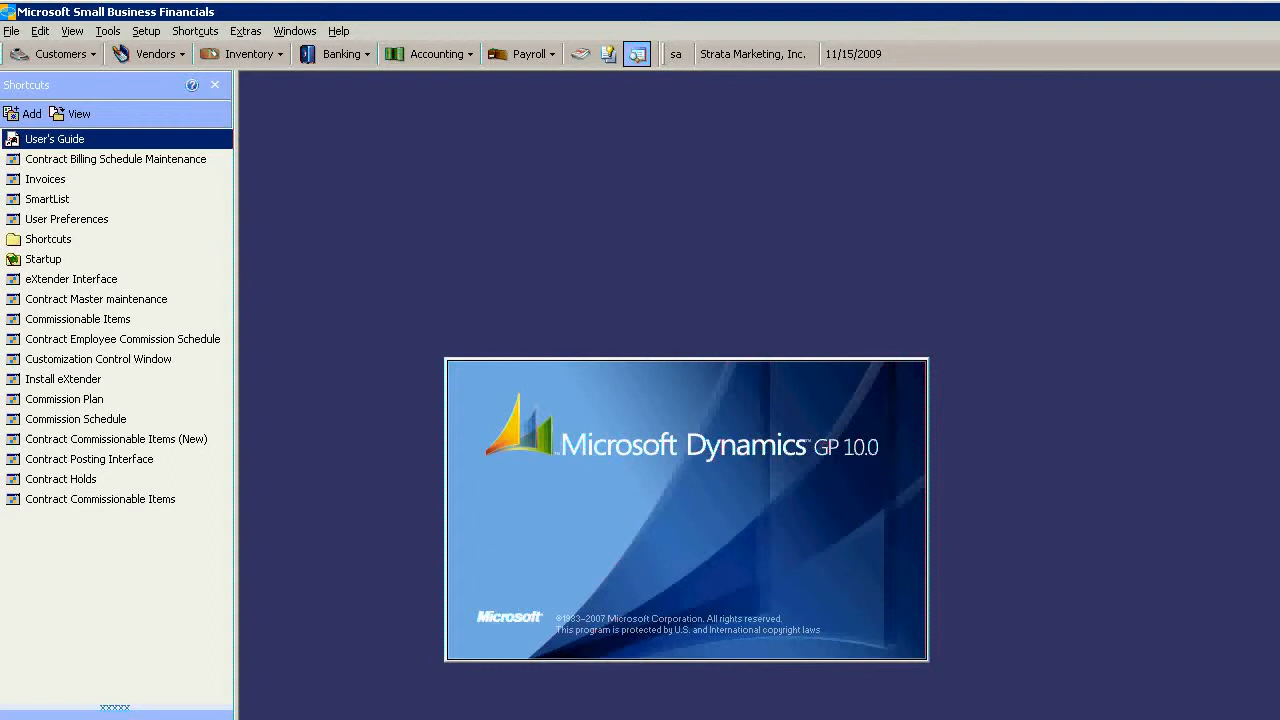 Microsoft Small Business Financials
File Edit View Tools Setup Shortcuts Extras Windows Help
Customers Vendors Inventory Banking Accounting Payroll sa Strata Marketing, Inc. 11/15/2009
Shortcuts
Add View
User's Guide
Contract Billing Schedule Maintenance
Invoices
SmartList
User Preferences
Shortcuts
Startup
eXtender Interface
Contract Master maintenance
Commissionable Items
Contract Employee Commission Schedule
Customization Control Window
Install eXtender
Commission Plan
Commission Schedule
Contract Commissionable Items (New)
Contract Posting Interface
Contract Holds
Contract Commissionable Items
Microsoft Dynamics™ GP 10.0
Microsoft
©1983-2007 Microsoft Corporation. All rights reserved.
This program is protected by U.S. and International copyright laws